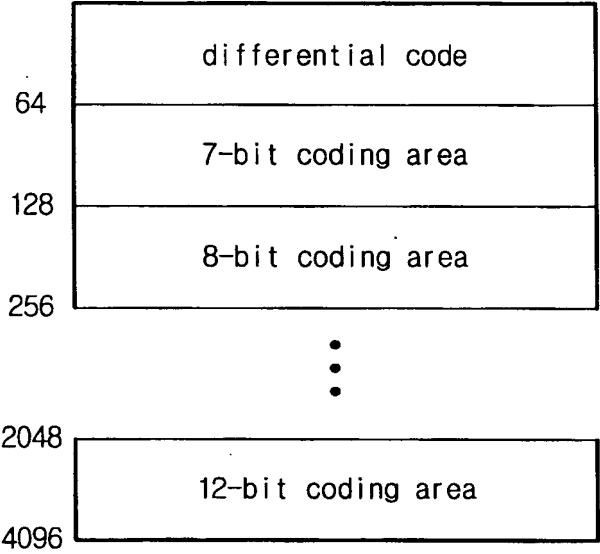 differential code
64
7-bit coding area
128
8-bit coding area
256
2048
12-bit coding area
4096